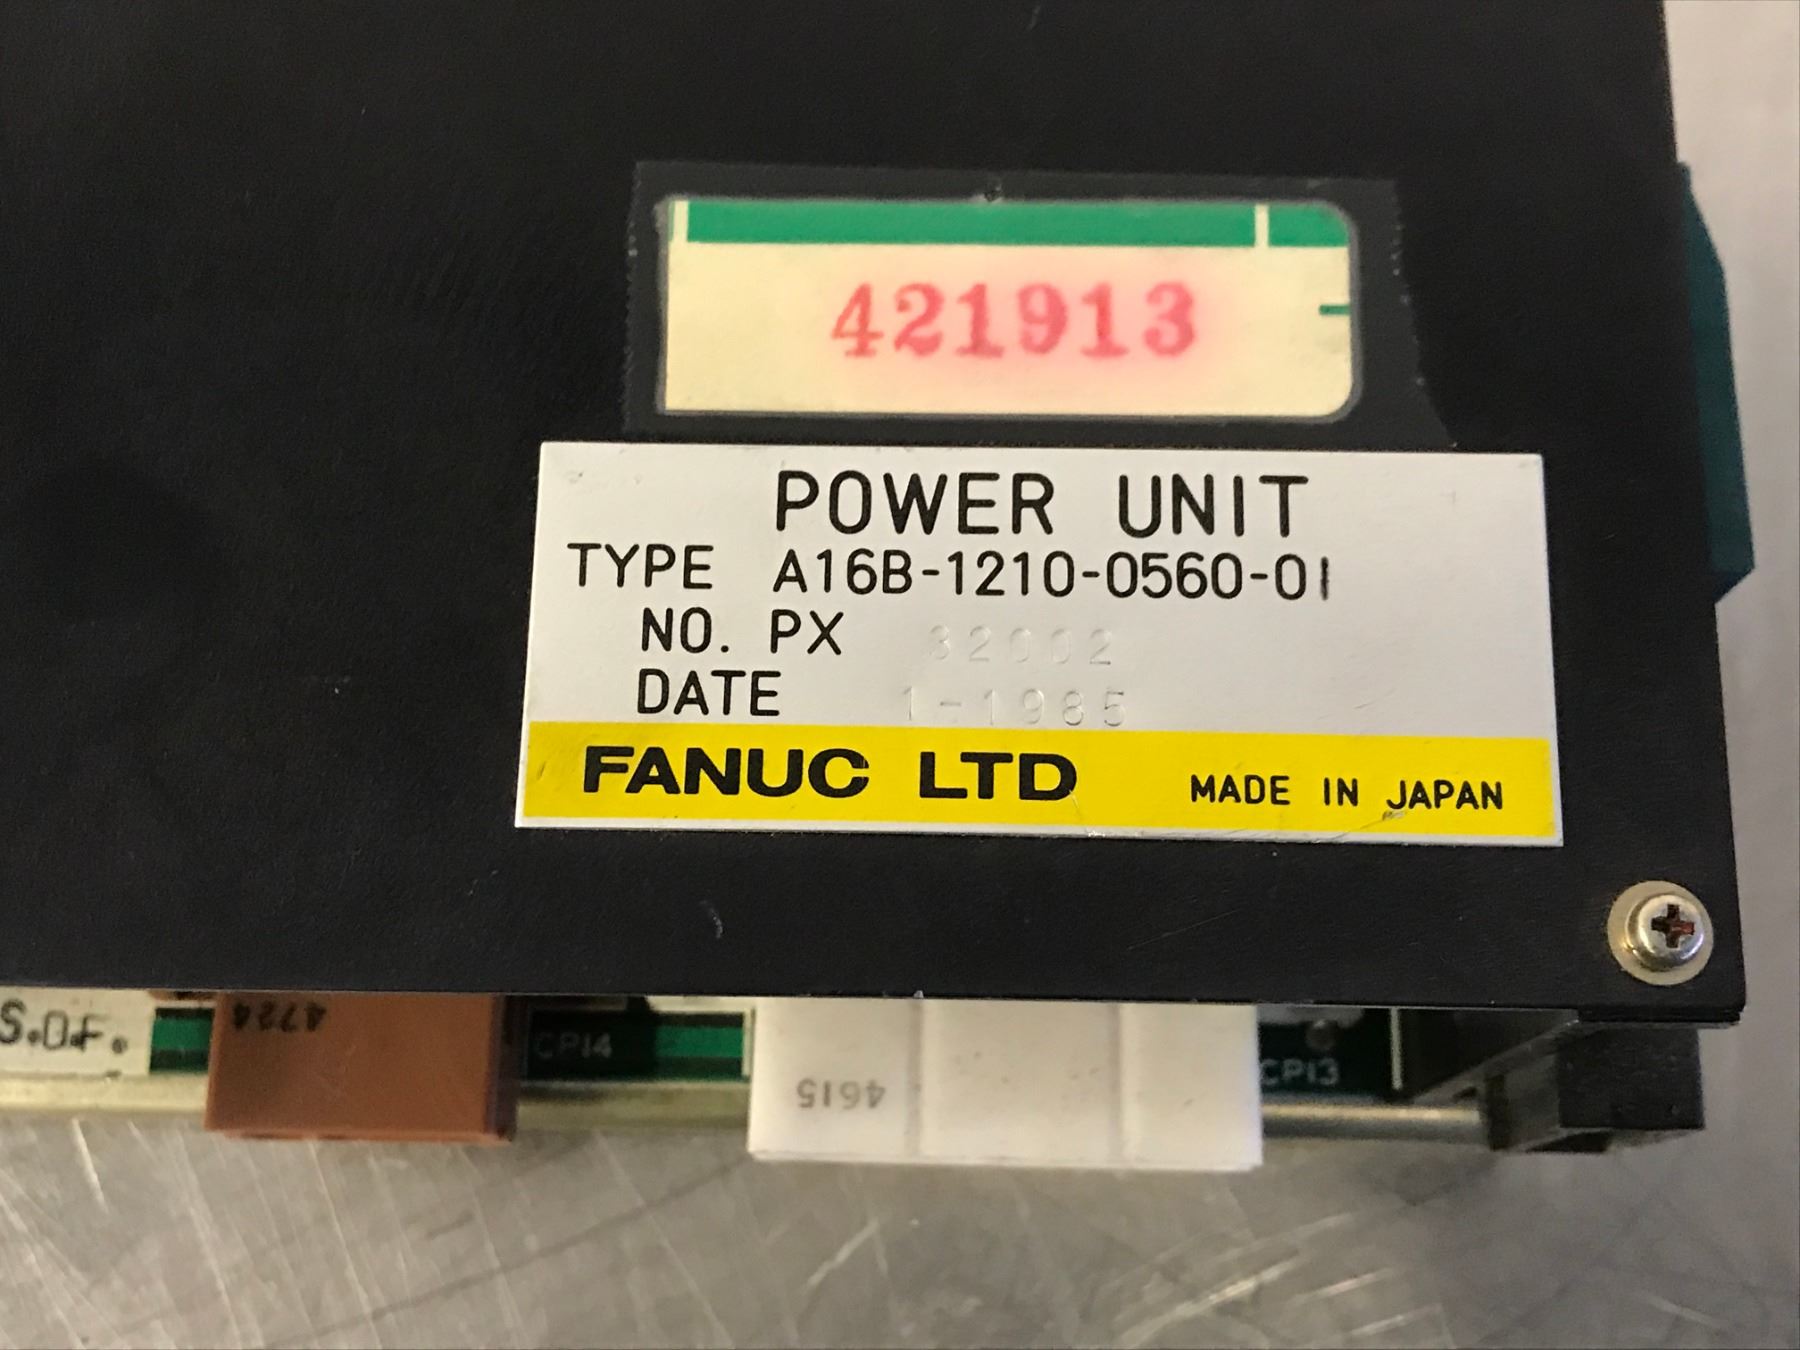 421913
POWER UNIT
TYPE A16B-1210-0560-01
NO. PX 32002
DATE 1-1985
FANUC LTD MADE IN JAPAN
S.O.F.
4724
CP14
4615
CP13